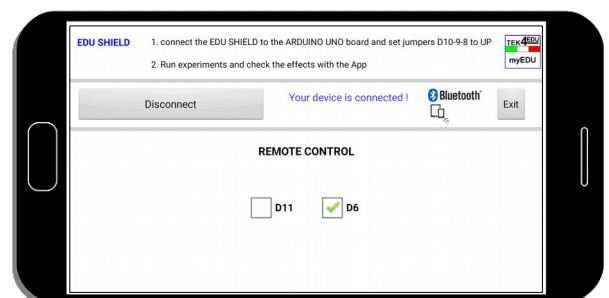 EDU SHIELD
1. connect the EDU SHIELD to the ARDUINO UNO board and set jumpers D10-9-8 to UP
2. Run experiments and check the effects with the App
TEK4EDU
myEDU
Disconnect
Your device is connected !
Bluetooth
Exit
REMOTE CONTROL
D11
D6